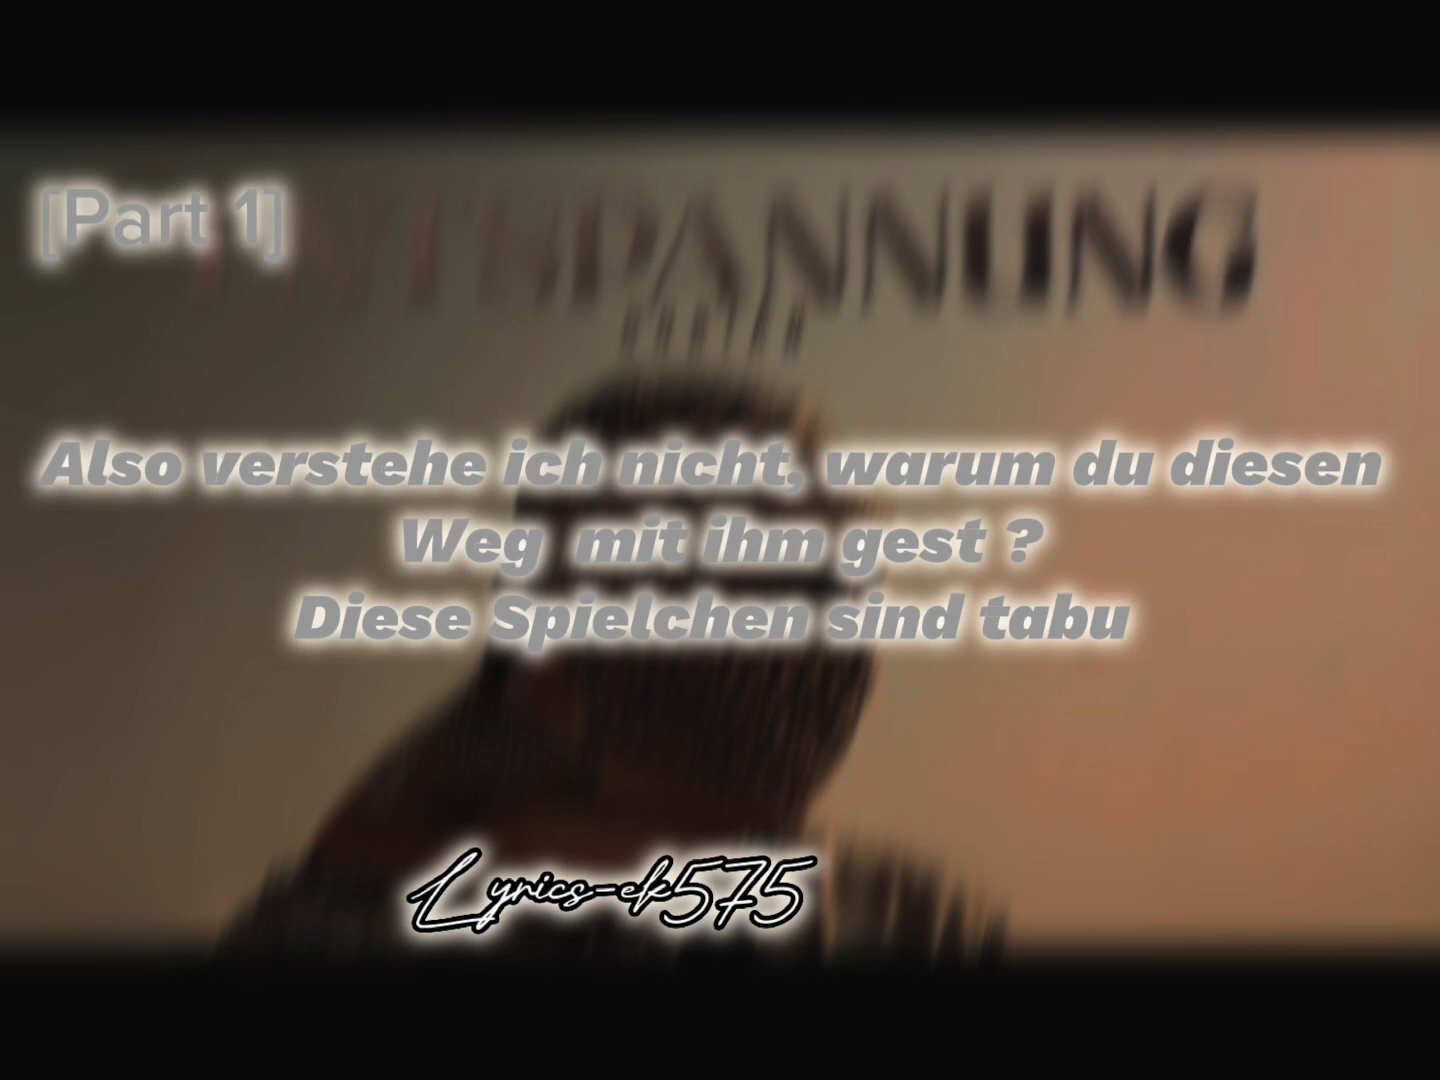 [Part 1]
Also verstehe ich nicht, warum du diesen
Weg mit ihm gest ?
Diese Spielchen sind tabu
Lyrics-ek575